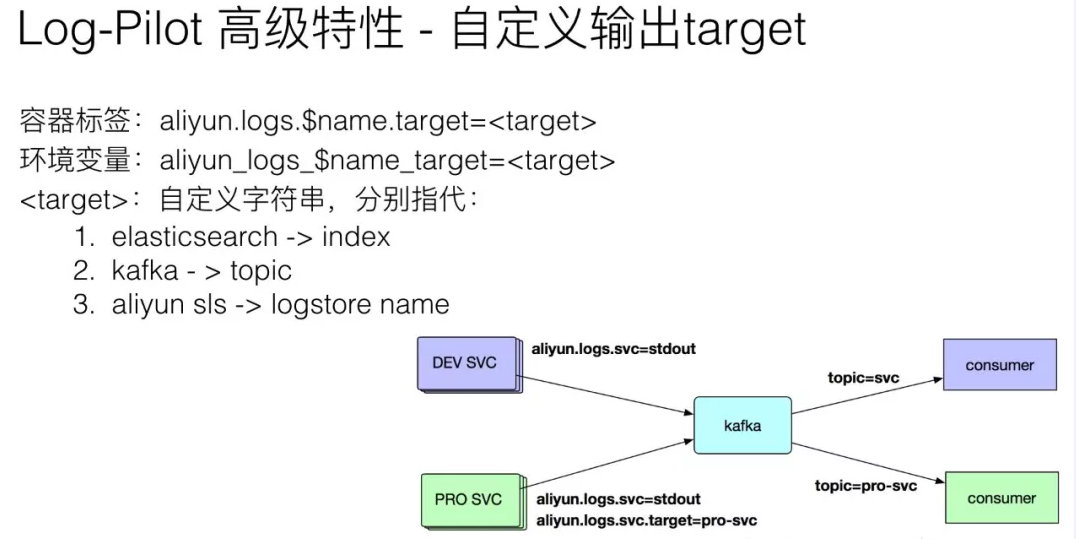 Log-Pilot 高级特性 - 自定义输出target
容器标签：aliyun.logs.$name.target=<target>
环境变量：aliyun_logs_$name_target=<target>
<target>：自定义字符串，分别指代：
1. elasticsearch -> index
2. kafka - > topic
3. aliyun sls -> logstore name
DEV SVC
aliyun.logs.svc=stdout
topic=svc
consumer
kafka
PRO SVC
aliyun.logs.svc=stdout
aliyun.logs.svc.target=pro-svc
topic=pro-svc
consumer